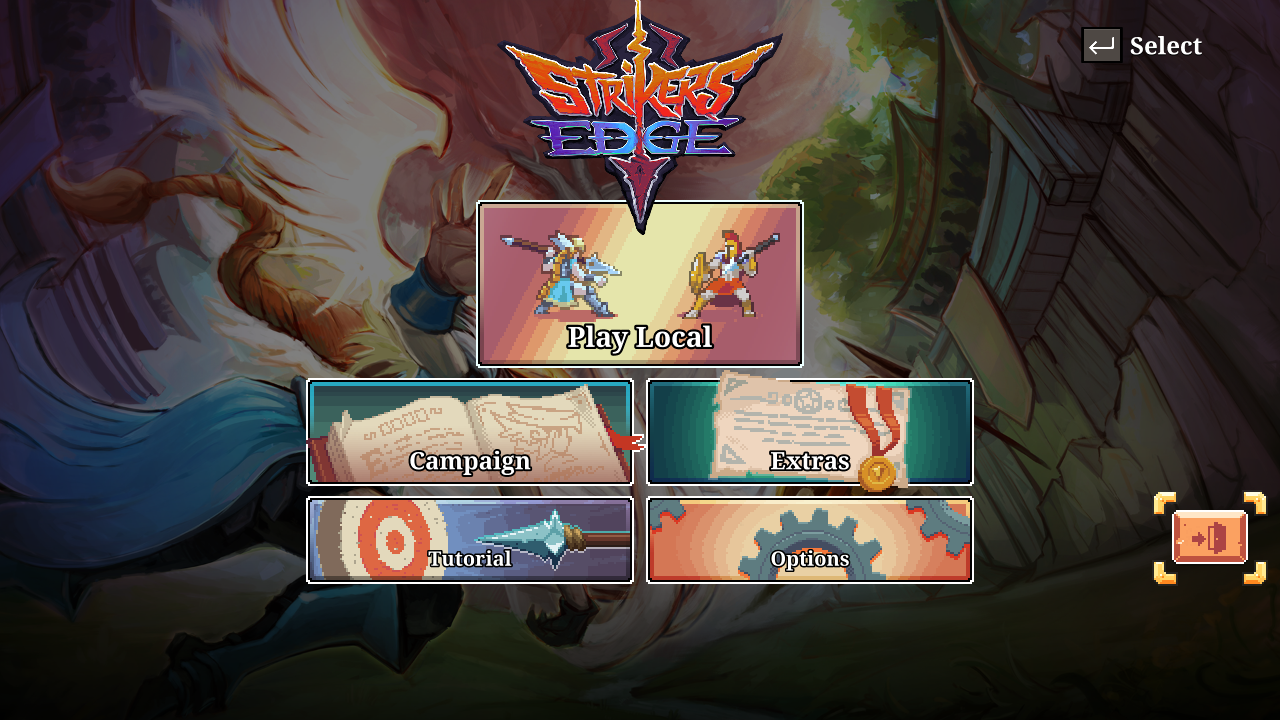 STRIKERS
EDGE
Select
Play Local
Campaign
Extras
Tutorial
Options